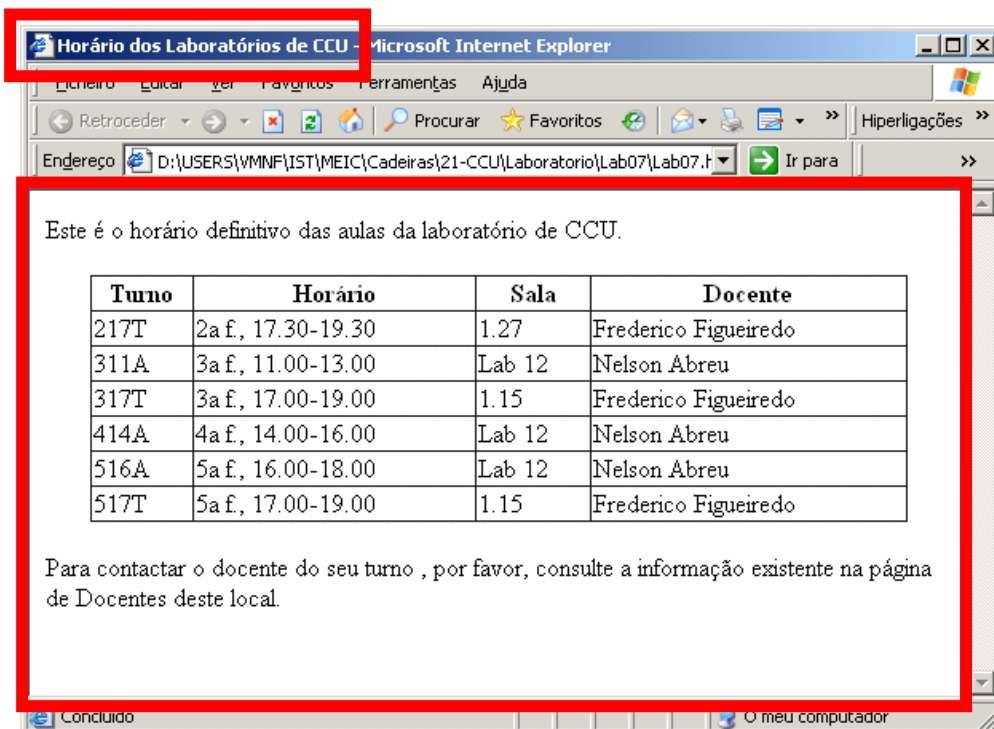 Horário dos Laboratórios de CCU - Microsoft Internet Explorer
Ficheiro Editar Ver Favoritos Ferramentas Ajuda
Retroceder Procurar Favoritos » Hiperligações »
Endereço D:\USERS\VMNF\IST\MEIC\Cadeiras\21-CCU\Laboratorio\Lab07\Lab07.h Ir para »
Este é o horário definitivo das aulas da laboratório de CCU.
Turno Horário Sala Docente
217T 2a f., 17.30-19.30 1.27 Frederico Figueiredo
311A 3a f., 11.00-13.00 Lab 12 Nelson Abreu
317T 3a f., 17.00-19.00 1.15 Frederico Figueiredo
414A 4a f., 14.00-16.00 Lab 12 Nelson Abreu
516A 5a f., 16.00-18.00 Lab 12 Nelson Abreu
517T 5a f., 17.00-19.00 1.15 Frederico Figueiredo
Para contactar o docente do seu turno , por favor, consulte a informação existente na página
de Docentes deste local.
Concluído O meu computador